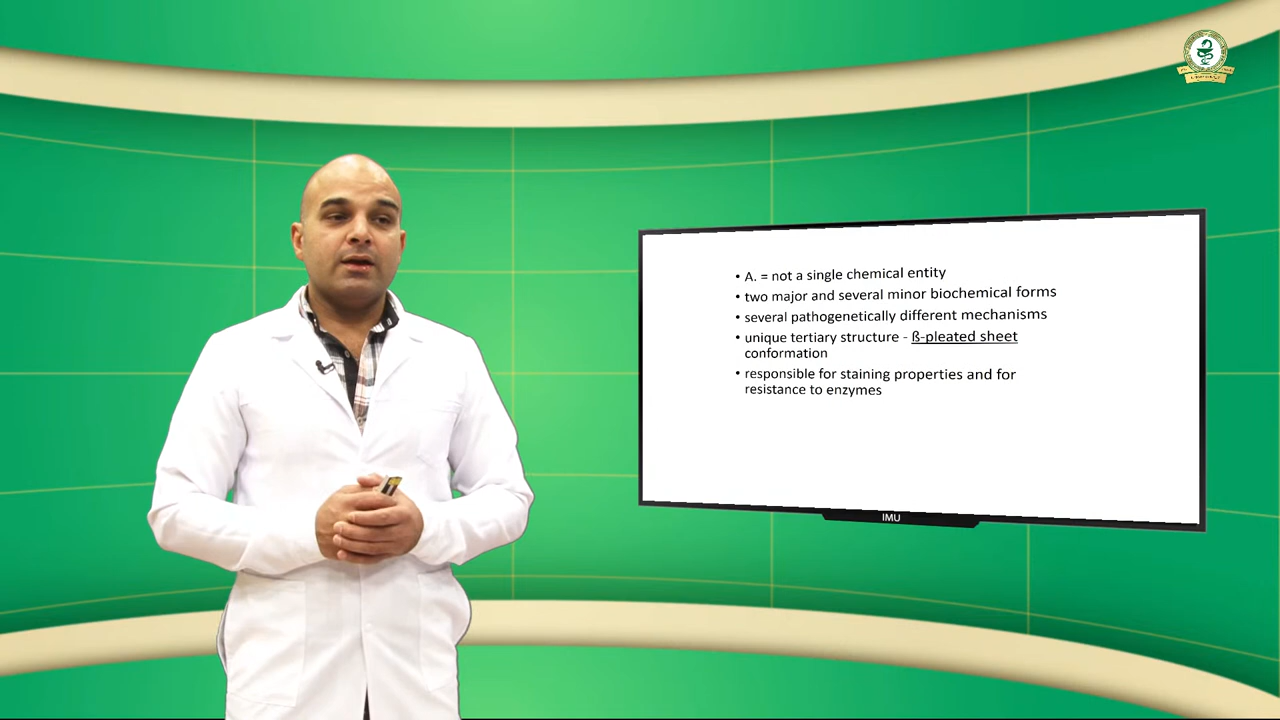 • A. = not a single chemical entity
• two major and several minor biochemical forms
• several pathogenetically different mechanisms
• unique tertiary structure - ß-pleated sheet
conformation
• responsible for staining properties and for
resistance to enzymes
IMU